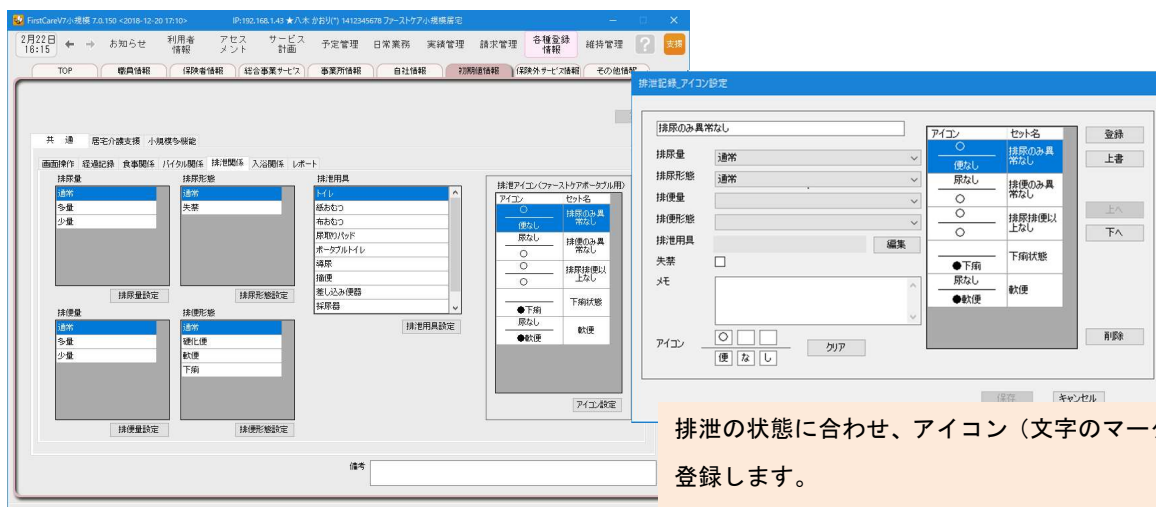 FirstCareV7小規模 7.0.150 <2018-12-20 17:10> IP:192.168.1.43 ★八木 かおり(*) 1412345678 ファーストケア小規模居宅
2月22日
16:15
お知らせ
利用者
情報
アセス
メント
サービス
計画
予定管理
日常業務
実績管理
請求管理
各種登録
情報
維持管理
?
支援
TOP
職員情報
保険者情報
総合事業サービス
事業所情報
自社情報
初期値情報
保険外サービス情報
その他情報
共 通
居宅介護支援
小規模多機能
画面操作
経過記録
食事関係
バイタル関係
排泄関係
入浴関係
レポート
排尿量
通常
多量
少量
排尿量設定
排尿形態
通常
失禁
排尿形態設定
排泄用具
トイレ
紙おむつ
布おむつ
尿取りパッド
ポータブルトイレ
導尿
摘便
差し込み便器
採尿器
排泄用具設定
排便量
通常
多量
少量
排便量設定
排便形態
通常
硬化便
軟便
下痢
排便形態設定
排泄アイコン(ファーストケアポータブル用)
アイコン セット名
○
便なし
排尿のみ異
常なし
尿なし
○
排便のみ異
常なし
○
○
排尿排便以
上なし
●下痢
下痢状態
尿なし
●軟便
軟便
アイコン設定
備考
排泄記録_アイコン設定
排尿のみ異常なし
排尿量 通常
排尿形態 通常
排便量
排便形態
排泄用具 編集
失禁
メモ
アイコン
○
便 な し
クリア
アイコン セット名
○
便なし
排尿のみ異
常なし
尿なし
○
排便のみ異
常なし
○
○
排尿排便以
上なし
●下痢
下痢状態
尿なし
●軟便
軟便
登録
上書
上へ
下へ
削除
保存
キャンセル
排泄の状態に合わせ、アイコン（文字のマーク
登録します。